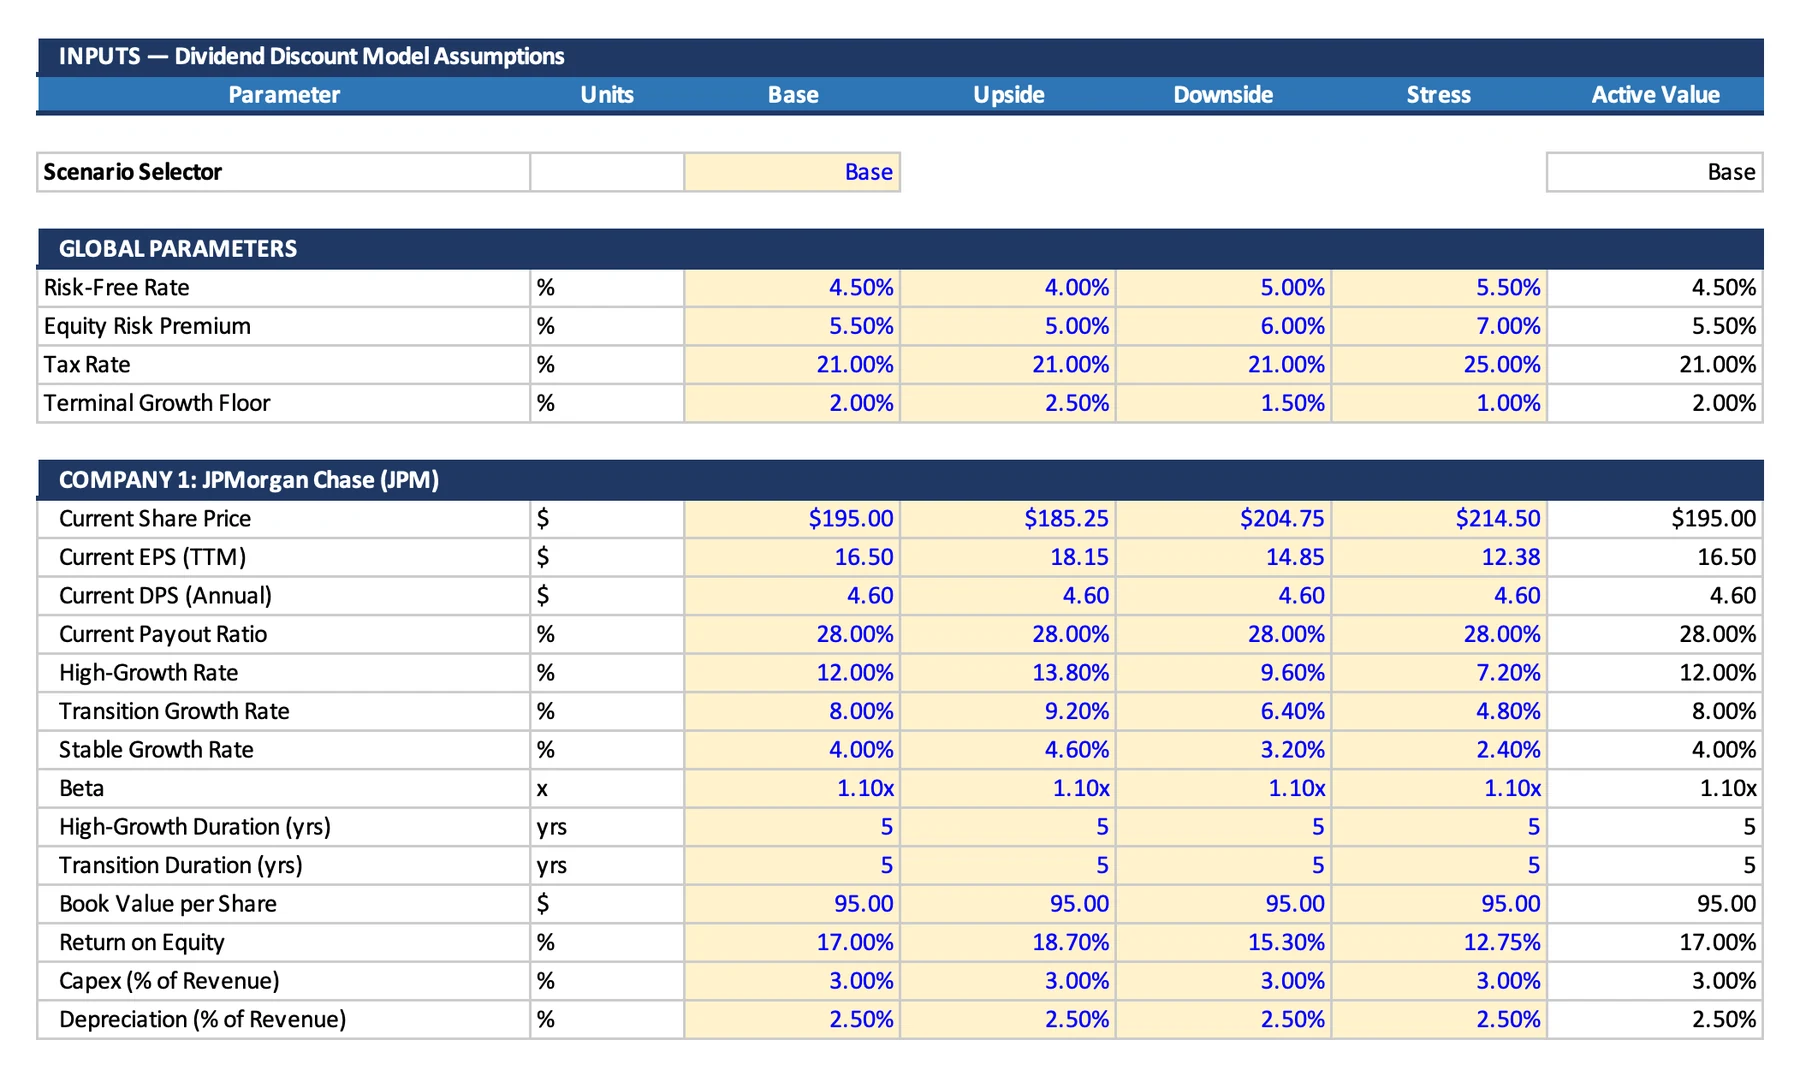 INPUTS — Dividend Discount Model Assumptions
Parameter Units Base Upside Downside Stress Active Value
Scenario Selector Base Base
GLOBAL PARAMETERS
Risk-Free Rate % 4.50% 4.00% 5.00% 5.50% 4.50%
Equity Risk Premium % 5.50% 5.00% 6.00% 7.00% 5.50%
Tax Rate % 21.00% 21.00% 21.00% 25.00% 21.00%
Terminal Growth Floor % 2.00% 2.50% 1.50% 1.00% 2.00%
COMPANY 1: JPMorgan Chase (JPM)
Current Share Price $ $195.00 $185.25 $204.75 $214.50 $195.00
Current EPS (TTM) $ 16.50 18.15 14.85 12.38 16.50
Current DPS (Annual) $ 4.60 4.60 4.60 4.60 4.60
Current Payout Ratio % 28.00% 28.00% 28.00% 28.00% 28.00%
High-Growth Rate % 12.00% 13.80% 9.60% 7.20% 12.00%
Transition Growth Rate % 8.00% 9.20% 6.40% 4.80% 8.00%
Stable Growth Rate % 4.00% 4.60% 3.20% 2.40% 4.00%
Beta x 1.10x 1.10x 1.10x 1.10x 1.10x
High-Growth Duration (yrs) yrs 5 5 5 5 5
Transition Duration (yrs) yrs 5 5 5 5 5
Book Value per Share $ 95.00 95.00 95.00 95.00 95.00
Return on Equity % 17.00% 18.70% 15.30% 12.75% 17.00%
Capex (% of Revenue) % 3.00% 3.00% 3.00% 3.00% 3.00%
Depreciation (% of Revenue) % 2.50% 2.50% 2.50% 2.50% 2.50%